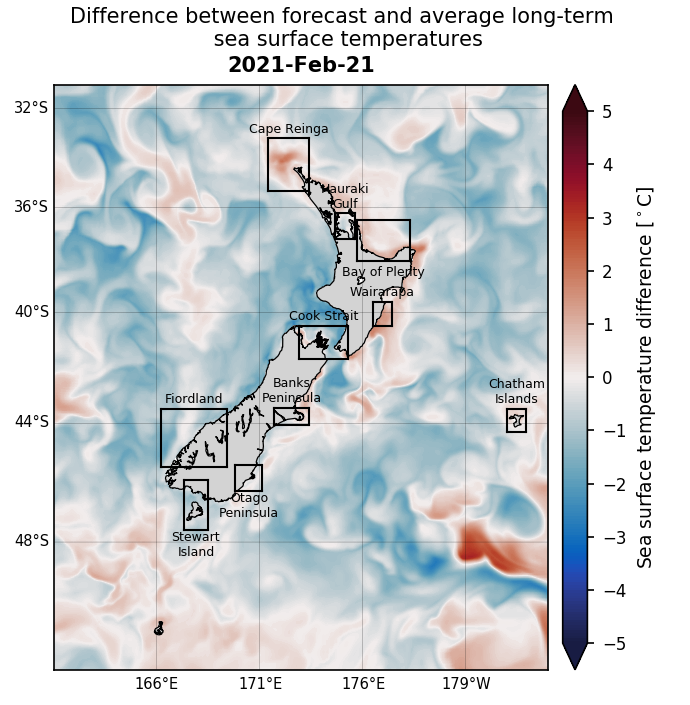 Difference between forecast and average long-term
sea surface temperatures
2021-Feb-21
32°S
36°S
40°S
44°S
48°S
Cape Reinga
Hauraki
Gulf
Bay of Plenty
Wairarapa
Cook Strait
Banks
Peninsula
Fiordland
Chatham
Islands
Otago
Peninsula
Stewart
Island
166°E
171°E
176°E
179°W
5
4
3
2
1
0
−1
−2
−3
−4
−5
Sea surface temperature difference [°C]